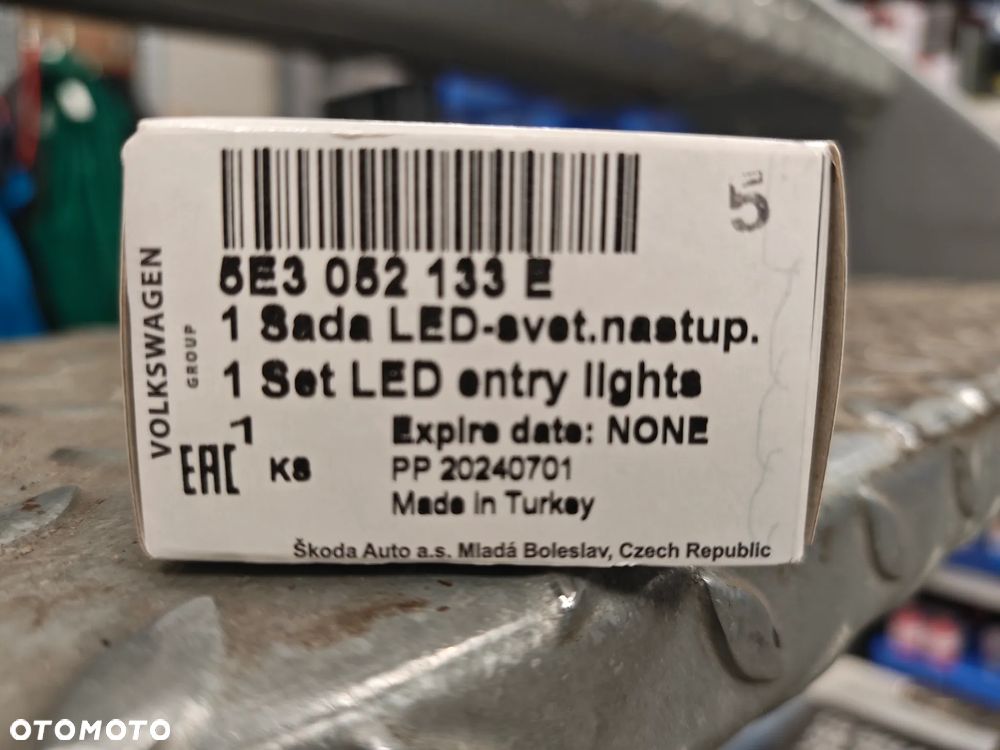 5
5E3 052 133 E
1 Sada LED-svet.nastup.
1 Set LED entry lights
1
Expire date: NONE
EAC
KS
PP 20240701
Made in Turkey
Škoda Auto a.s. Mladá Boleslav, Czech Republic
VOLKSWAGEN
GROUP
OTOMOTO